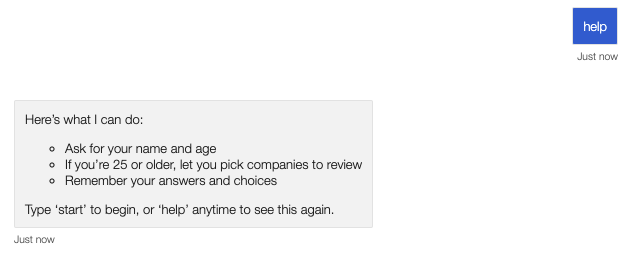 help
Just now
Here’s what I can do:
Ask for your name and age
If you’re 25 or older, let you pick companies to review
Remember your answers and choices
Type ‘start’ to begin, or ‘help’ anytime to see this again.
Just now